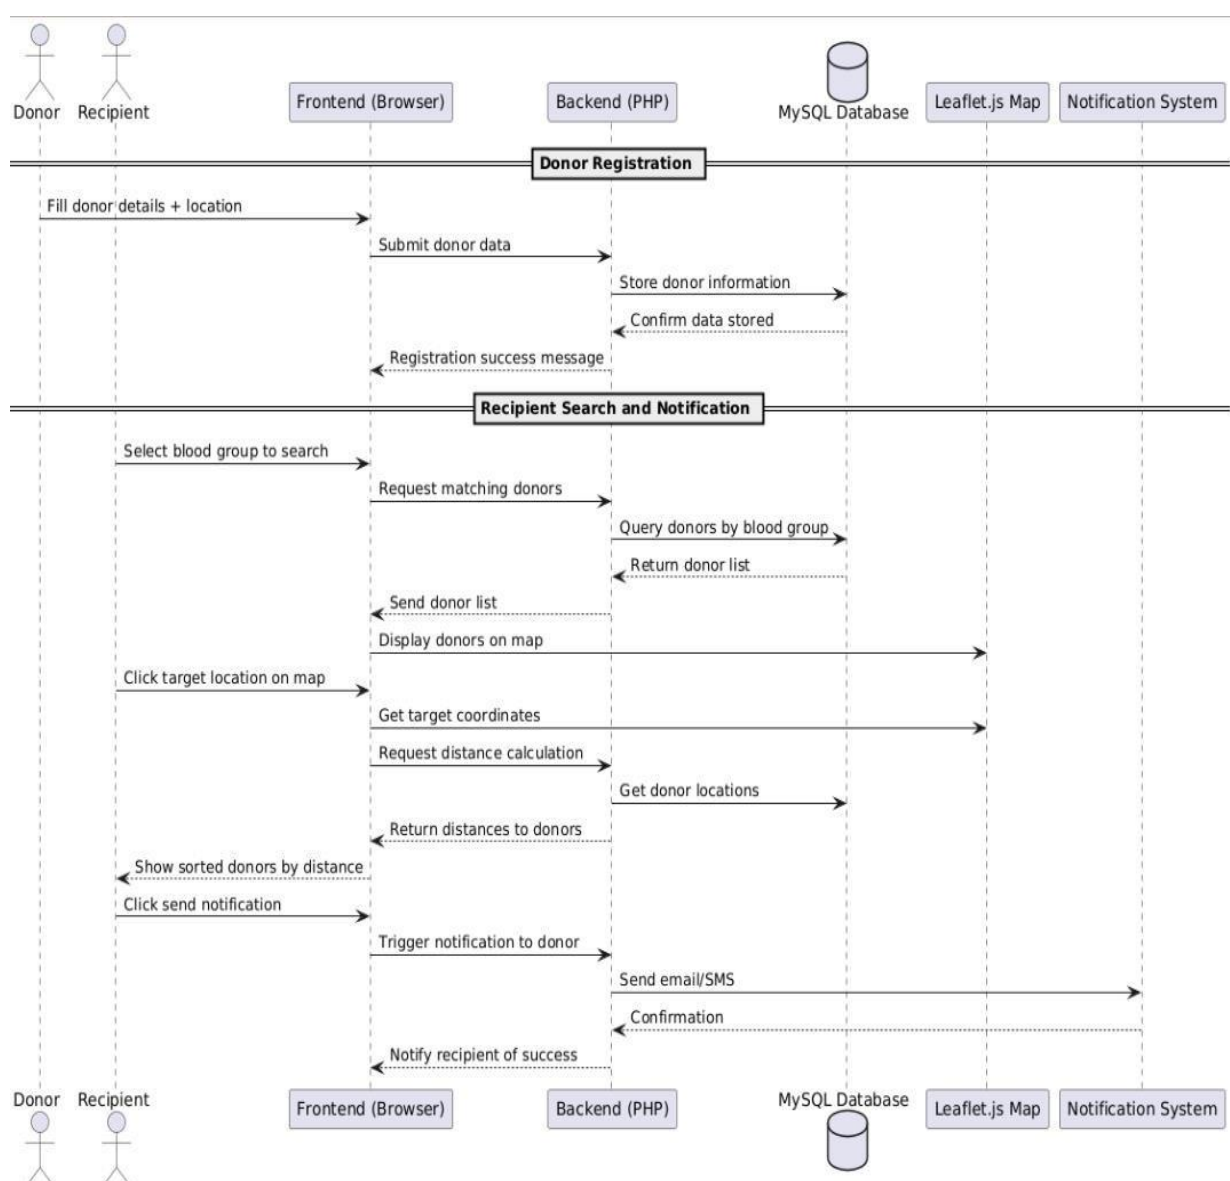 Donor
Recipient
Frontend (Browser)
Backend (PHP)
MySQL Database
Leaflet.js Map
Notification System
Donor Registration
Fill donor details + location
Submit donor data
Store donor information
Confirm data stored
Registration success message
Recipient Search and Notification
Select blood group to search
Request matching donors
Query donors by blood group
Return donor list
Send donor list
Display donors on map
Click target location on map
Get target coordinates
Request distance calculation
Get donor locations
Return distances to donors
Show sorted donors by distance
Click send notification
Trigger notification to donor
Send email/SMS
Confirmation
Notify recipient of success
Donor
Recipient
Frontend (Browser)
Backend (PHP)
MySQL Database
Leaflet.js Map
Notification System